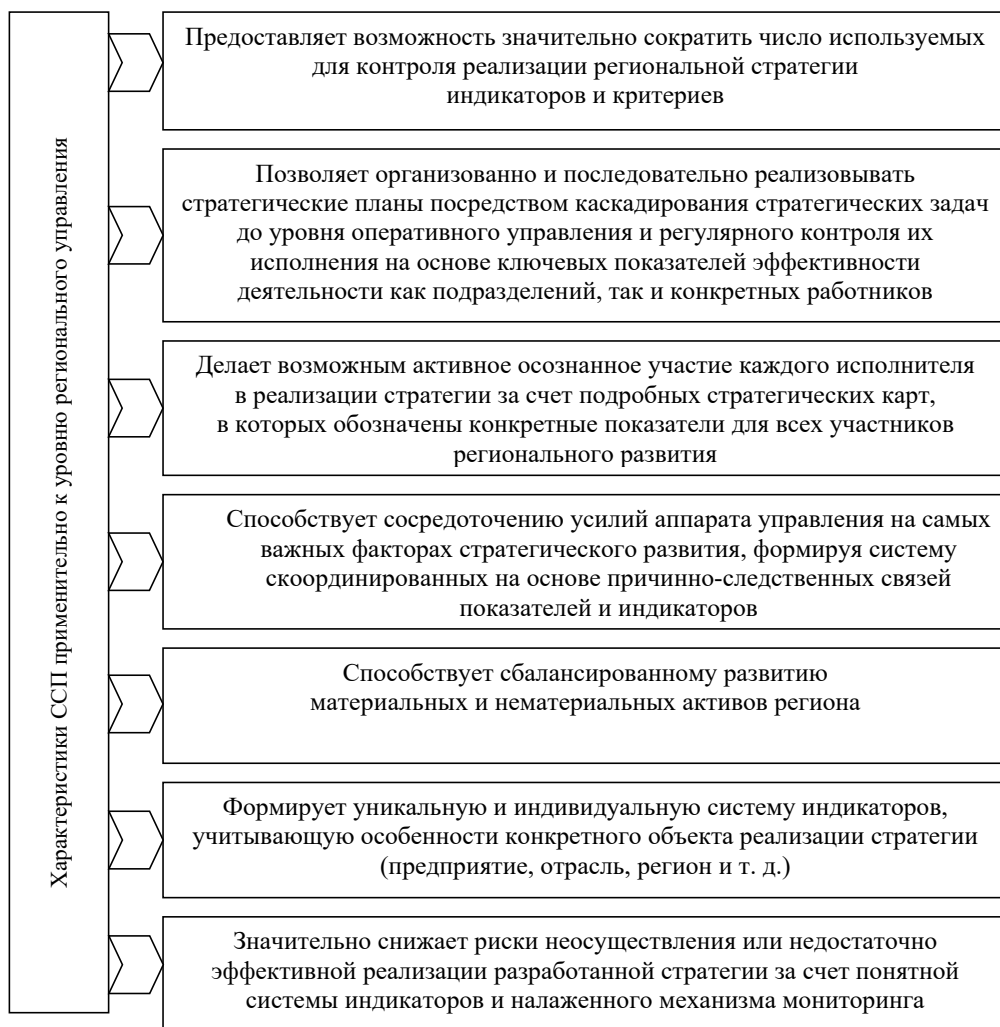 Характеристики ССП применительно к уровню регионального управления
Предоставляет возможность значительно сократить число используемых
для контроля реализации региональной стратегии
индикаторов и критериев
Позволяет организованно и последовательно реализовывать
стратегические планы посредством каскадирования стратегических задач
до уровня оперативного управления и регулярного контроля их
исполнения на основе ключевых показателей эффективности
деятельности как подразделений, так и конкретных работников
Делает возможным активное осознанное участие каждого исполнителя
в реализации стратегии за счет подробных стратегических карт,
в которых обозначены конкретные показатели для всех участников
регионального развития
Способствует сосредоточению усилий аппарата управления на самых
важных факторах стратегического развития, формируя систему
скоординированных на основе причинно-следственных связей
показателей и индикаторов
Способствует сбалансированному развитию
материальных и нематериальных активов региона
Формирует уникальную и индивидуальную систему индикаторов,
учитывающую особенности конкретного объекта реализации стратегии
(предприятие, отрасль, регион и т. д.)
Значительно снижает риски неосуществления или недостаточно
эффективной реализации разработанной стратегии за счет понятной
системы индикаторов и налаженного механизма мониторинга